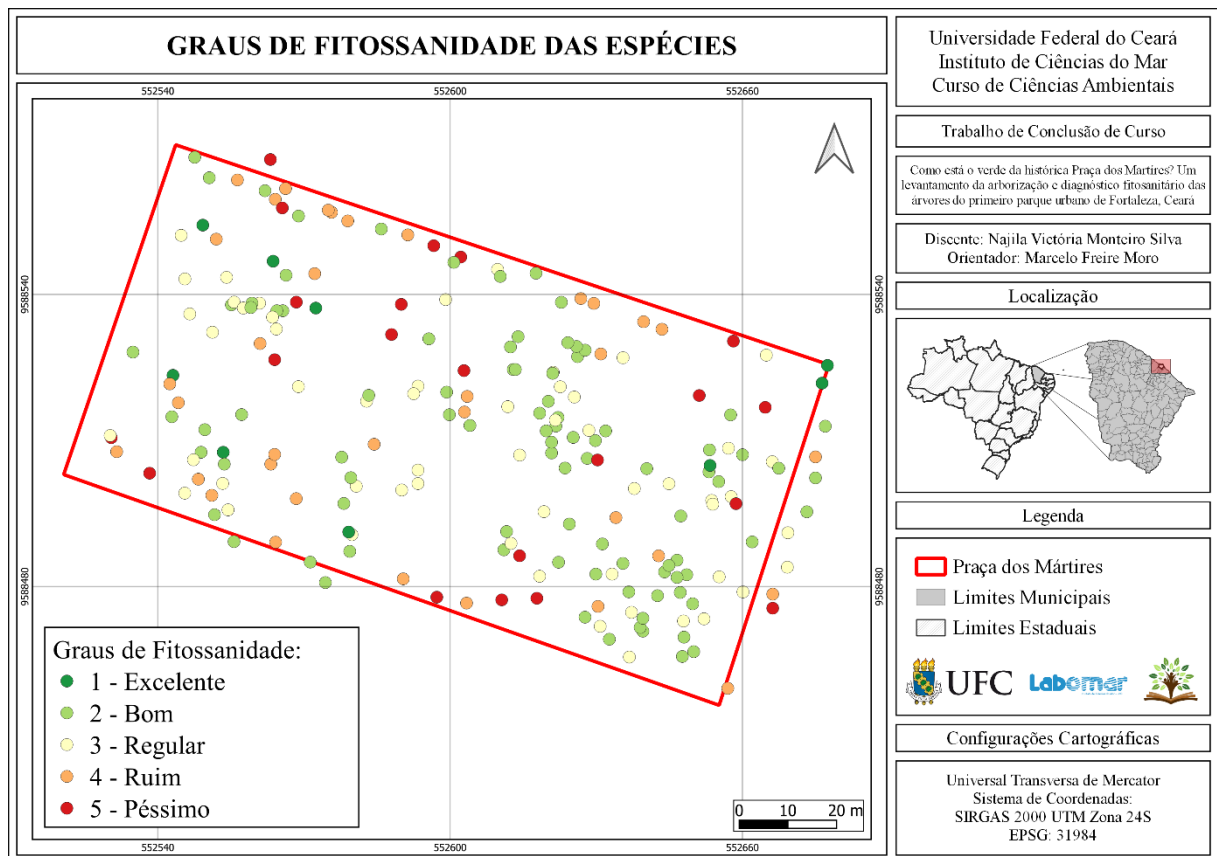 GRAUS DE FITOSSANIDADE DAS ESPÉCIES
552540
552600
552660
9588540
9588540
9588480
9588480
552540
552600
552660
Graus de Fitossanidade:
1 - Excelente
2 - Bom
3 - Regular
4 - Ruim
5 - Péssimo
0 10 20 m
Universidade Federal do Ceará
Instituto de Ciências do Mar
Curso de Ciências Ambientais
Trabalho de Conclusão de Curso
Como está o verde da histórica Praça dos Martires? Um
levantamento da arborização e diagnóstico fitosanitário das
árvores do primeiro parque urbano de Fortaleza, Ceará
Discente: Najila Victória Monteiro Silva
Orientador: Marcelo Freire Moro
Localização
Legenda
Praça dos Mártires
Limites Municipais
Limites Estaduais
UFC
Labomar
Configurações Cartográficas
Universal Transversa de Mercator
Sistema de Coordenadas:
SIRGAS 2000 UTM Zona 24S
EPSG: 31984